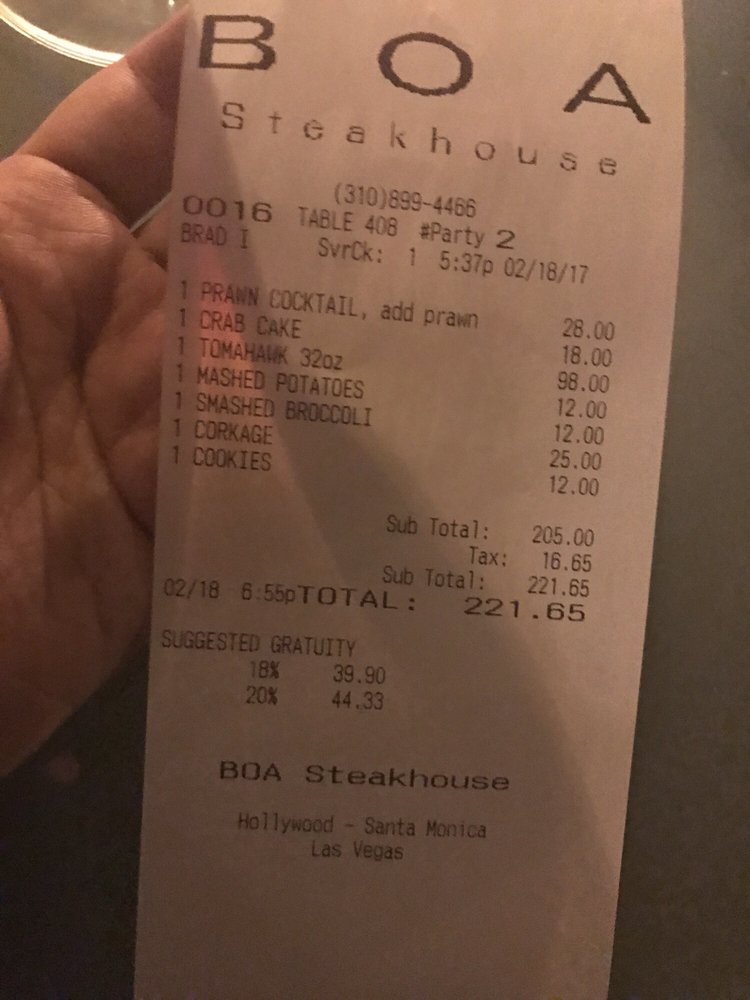 BOA
Steakhouse
(310)899-4466
0016 TABLE 408 #Party 2
BRAD I SvrCk: 1 5:37p 02/18/17
1 PRAWN COCKTAIL, add prawn 28.00
1 CRAB CAKE 18.00
1 TOMAHAWK 32oz 98.00
1 MASHED POTATOES 12.00
1 SMASHED BROCCOLI 12.00
1 CORKAGE 25.00
1 COOKIES 12.00
Sub Total: 205.00
Tax: 16.65
Sub Total: 221.65
02/18 6:55pTOTAL: 221.65
SUGGESTED GRATUITY
18% 39.90
20% 44.33
BOA Steakhouse
Hollywood - Santa Monica
Las Vegas